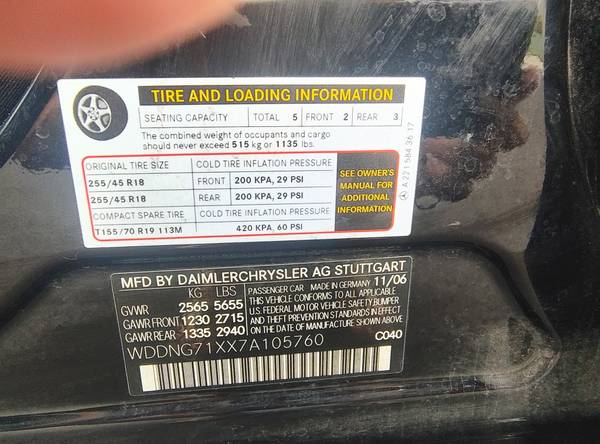 TIRE AND LOADING INFORMATION
SEATING CAPACITY TOTAL 5 FRONT 2 REAR 3
The combined weight of occupants and cargo
should never exceed 515 kg or 1135 lbs.
ORIGINAL TIRE SIZE COLD TIRE INFLATION PRESSURE
255/45 R18 FRONT 200 KPA, 29 PSI
255/45 R18 REAR 200 KPA, 29 PSI
COMPACT SPARE TIRE COLD TIRE INFLATION PRESSURE
T155/70 R19 113M 420 KPA, 60 PSI
SEE OWNER'S
MANUAL FOR
ADDITIONAL
INFORMATION
A 221 584 36 17
MFD BY DAIMLERCHRYSLER AG STUTTGART
KG LBS
GVWR 2565 5655
GAWR FRONT 1230 2715
GAWR REAR 1335 2940
PASSENGER CAR MADE IN GERMANY 11/06
THIS CONFORMS TO ALL APPLICABLE
U.S. FEDERAL MOTOR VEHICLE SAFETY, BUMPER
AND THEFT PREVENTION STANDARDS IN EFFECT
ON THE DATE OF MANUFACTURE SHOWN ABOVE
WDDNG71XX7A105760 C040